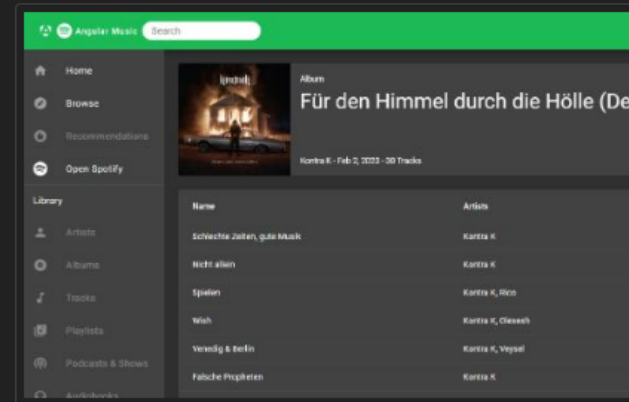 Angular Music
Search
Home
Browse
Recommendations
Open Spotify
Library
Artists
Albums
Tracks
Playlists
Podcasts & Shows
Audiobooks
Album
Für den Himmel durch die Hölle (De
Kontra K - Feb 2, 2023 - 30 Tracks
Name Artists
Schlechte Zeiten, gute Musik Kontra K
Nicht allein Kontra K
Spielen Kontra K, Rico
Wish Kontra K, Olexesh
Venedig & Berlin Kontra K, Veysel
Falsche Propheten Kontra K